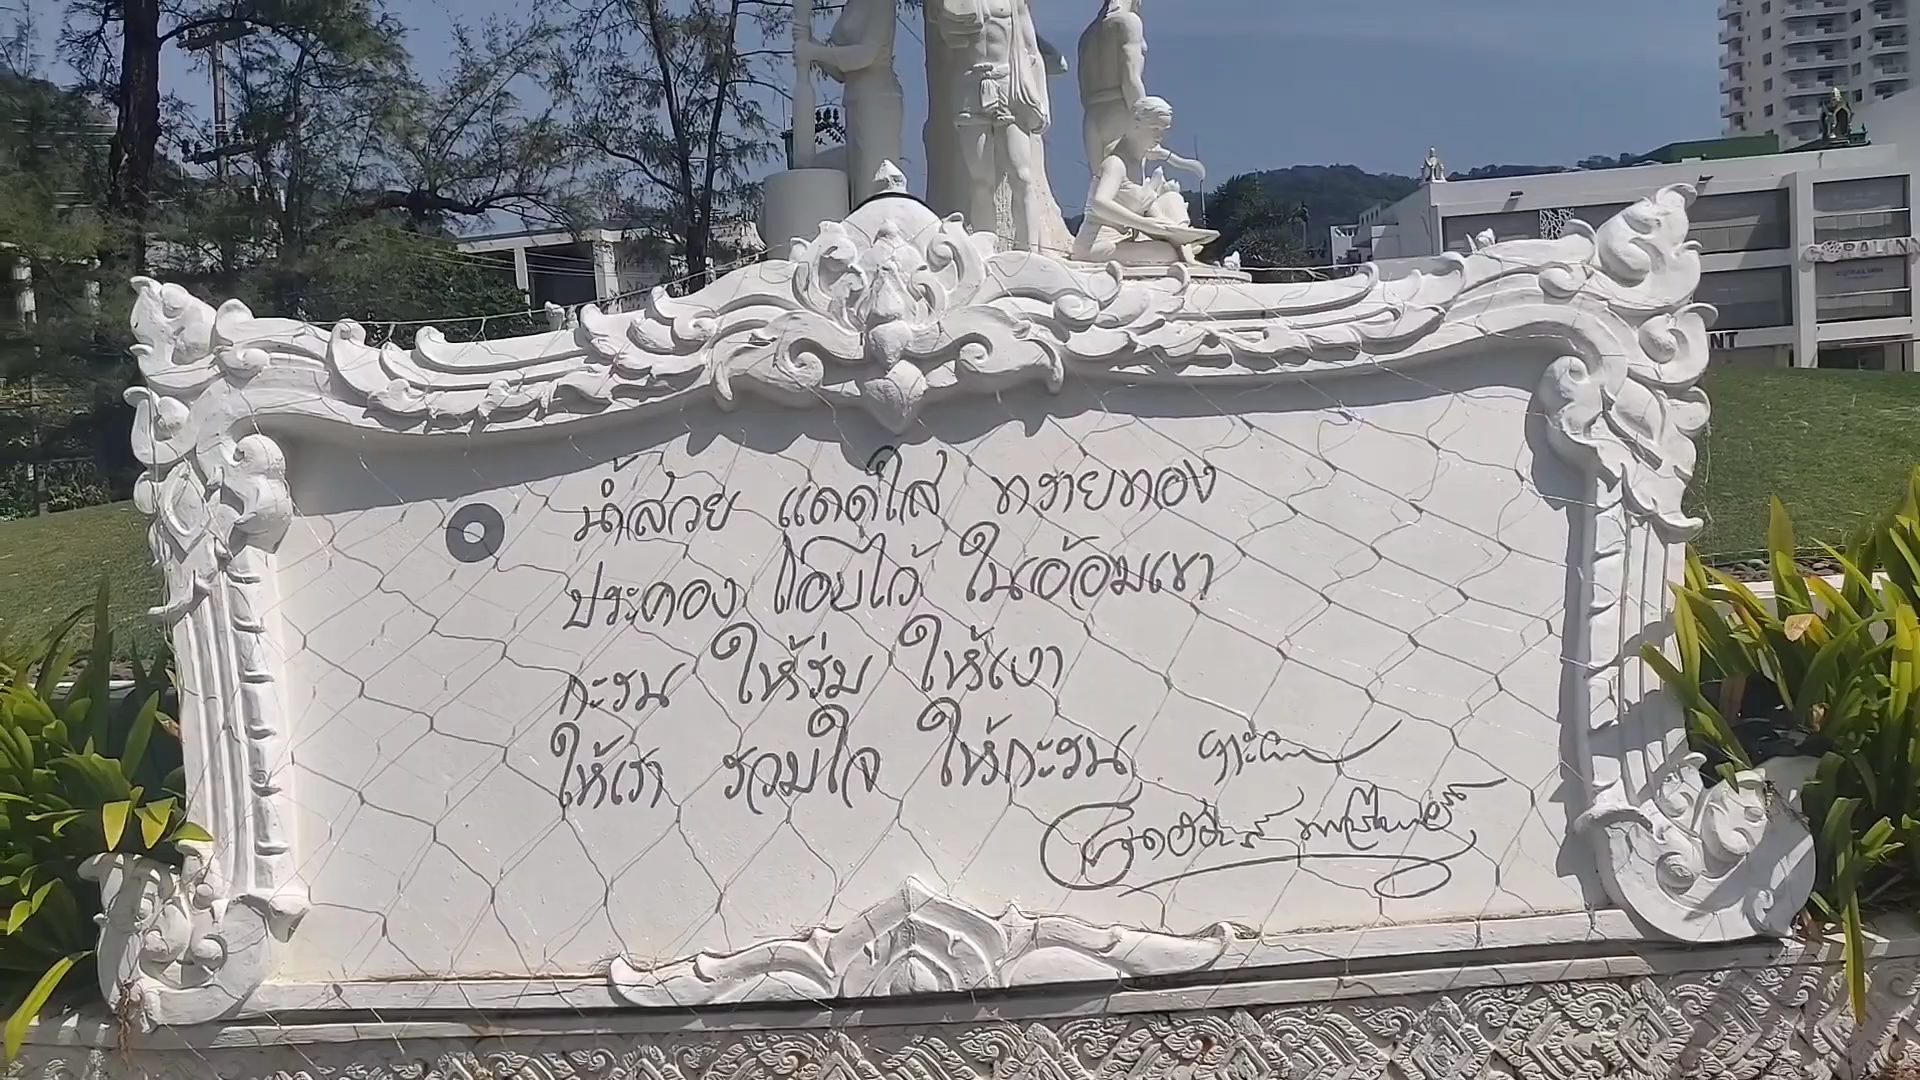 น้ำสวย แดดใส ทรายทอง
ประคอง โอบไว้ ในอ้อมเขา
กะรน ให้ร่ม ให้เงา
ให้เรา รวมใจ ให้กะรน
CORALINN
NT